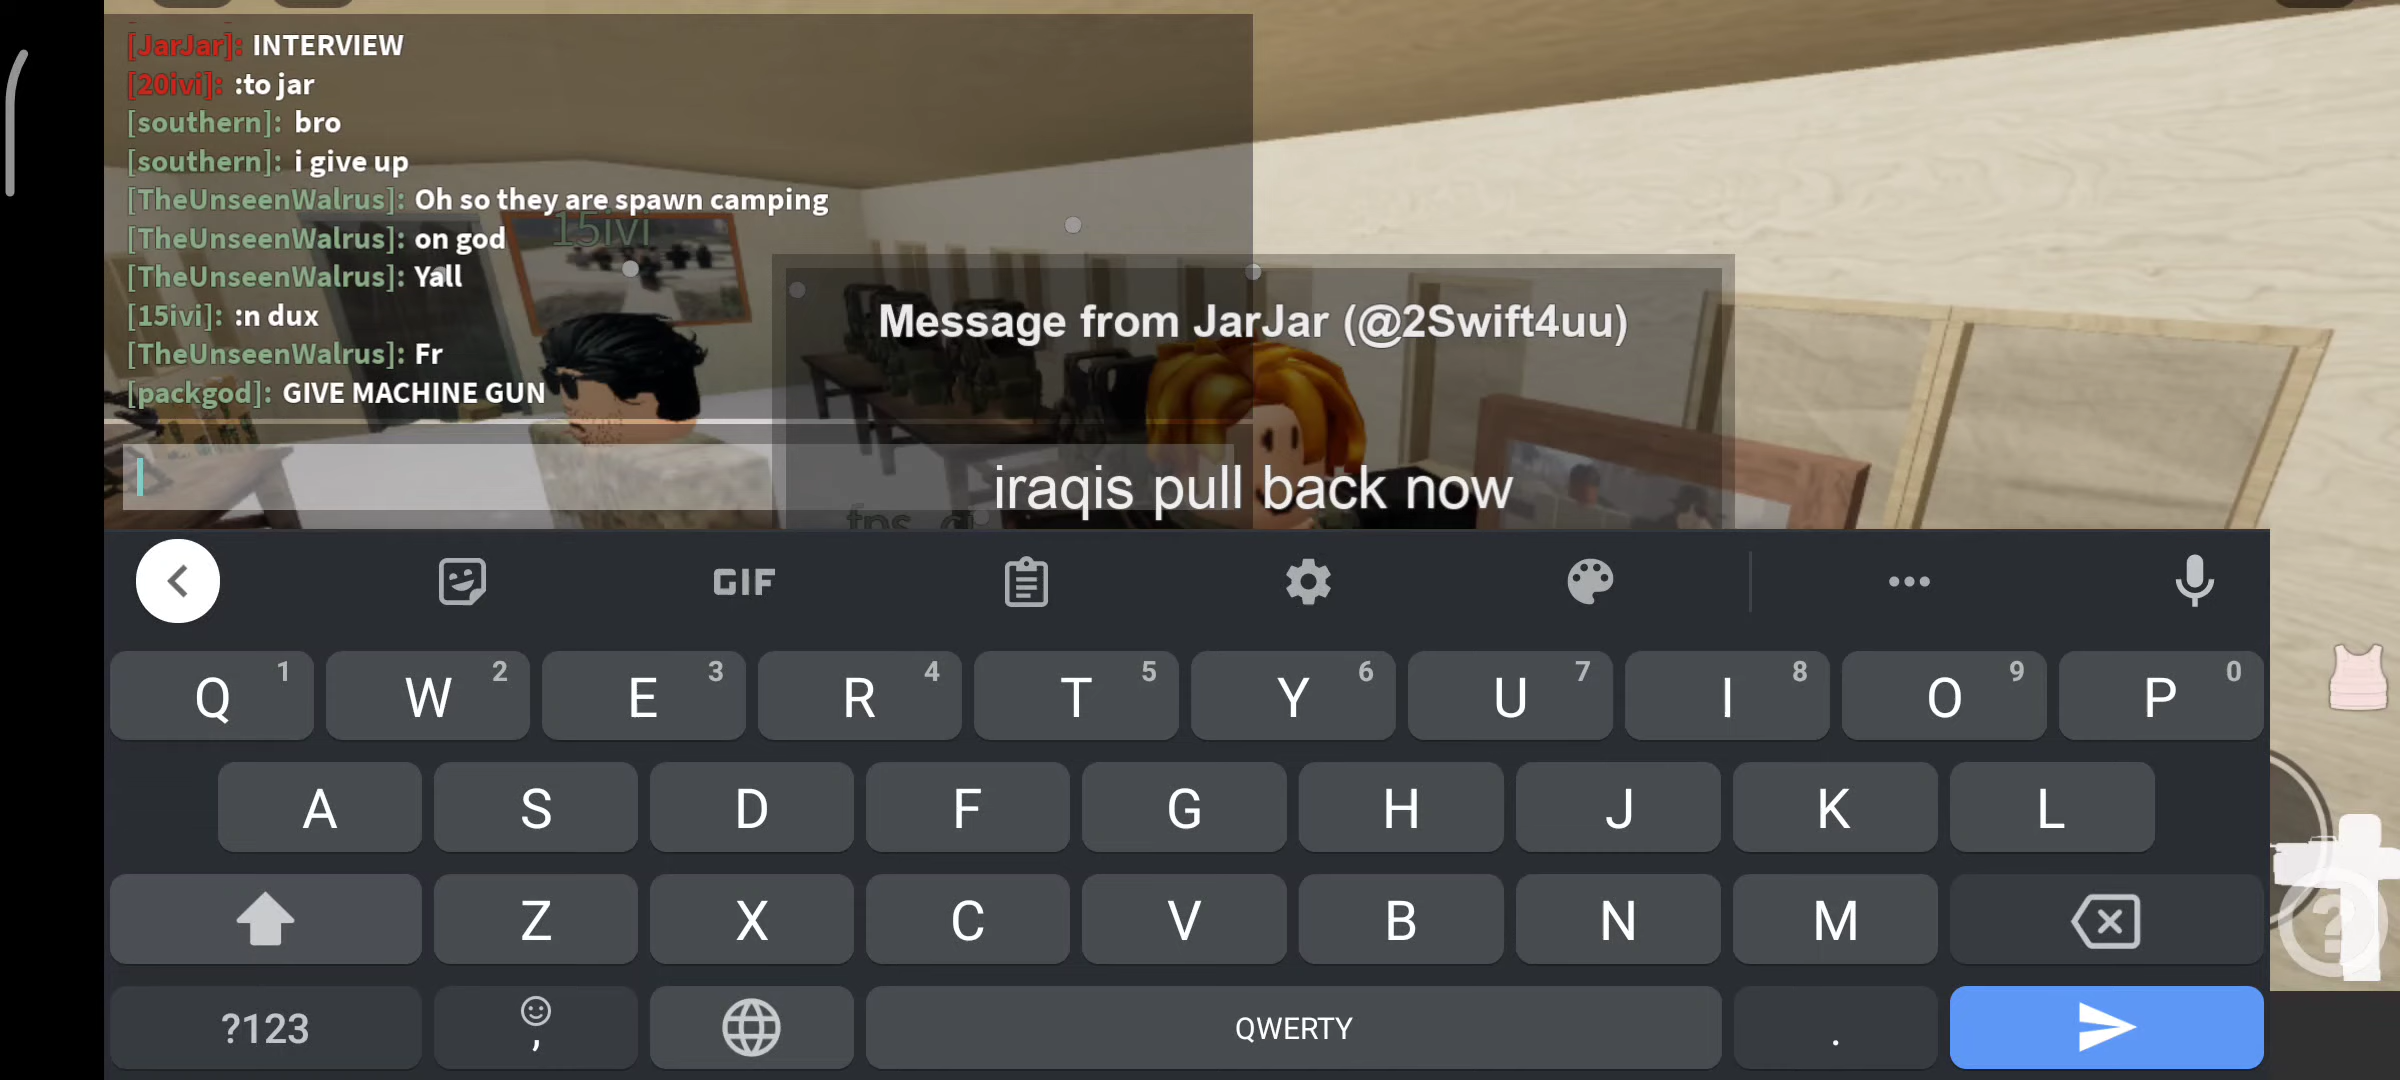 [JarJar]: INTERVIEW
[20ivi]: :to jar
[southern]: bro
[southern]: i give up
[TheUnseenWalrus]: Oh so they are spawn camping
[TheUnseenWalrus]: on god
[TheUnseenWalrus]: Yall
[15ivi]: :n dux
[TheUnseenWalrus]: Fr
[packgod]: GIVE MACHINE GUN
15ivi
Message from JarJar (@2Swift4uu)
iraqis pull back now
GIF
Q 1 W 2 E 3 R 4 T 5 Y 6 U 7 I 8 O 9 P 0
A S D F G H J K L
Z X C V B N M
?123 , QWERTY .
?